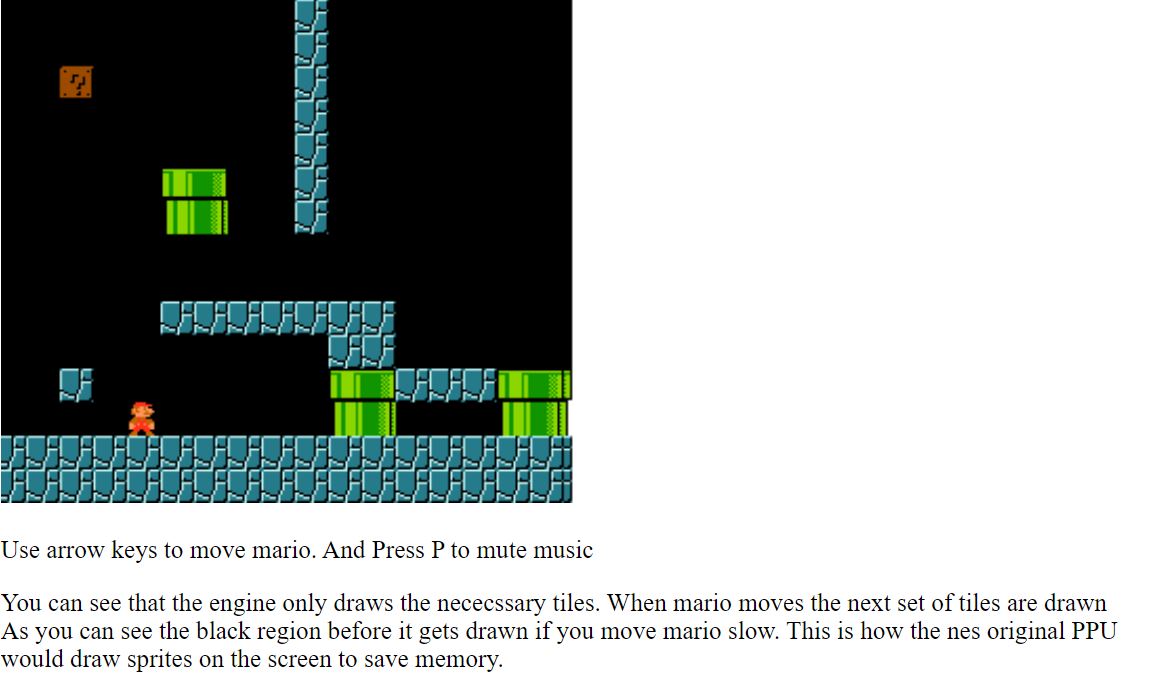 ?
Use arrow keys to move mario. And Press P to mute music
You can see that the engine only draws the nececssary tiles. When mario moves the next set of tiles are drawn
As you can see the black region before it gets drawn if you move mario slow. This is how the nes original PPU
would draw sprites on the screen to save memory.